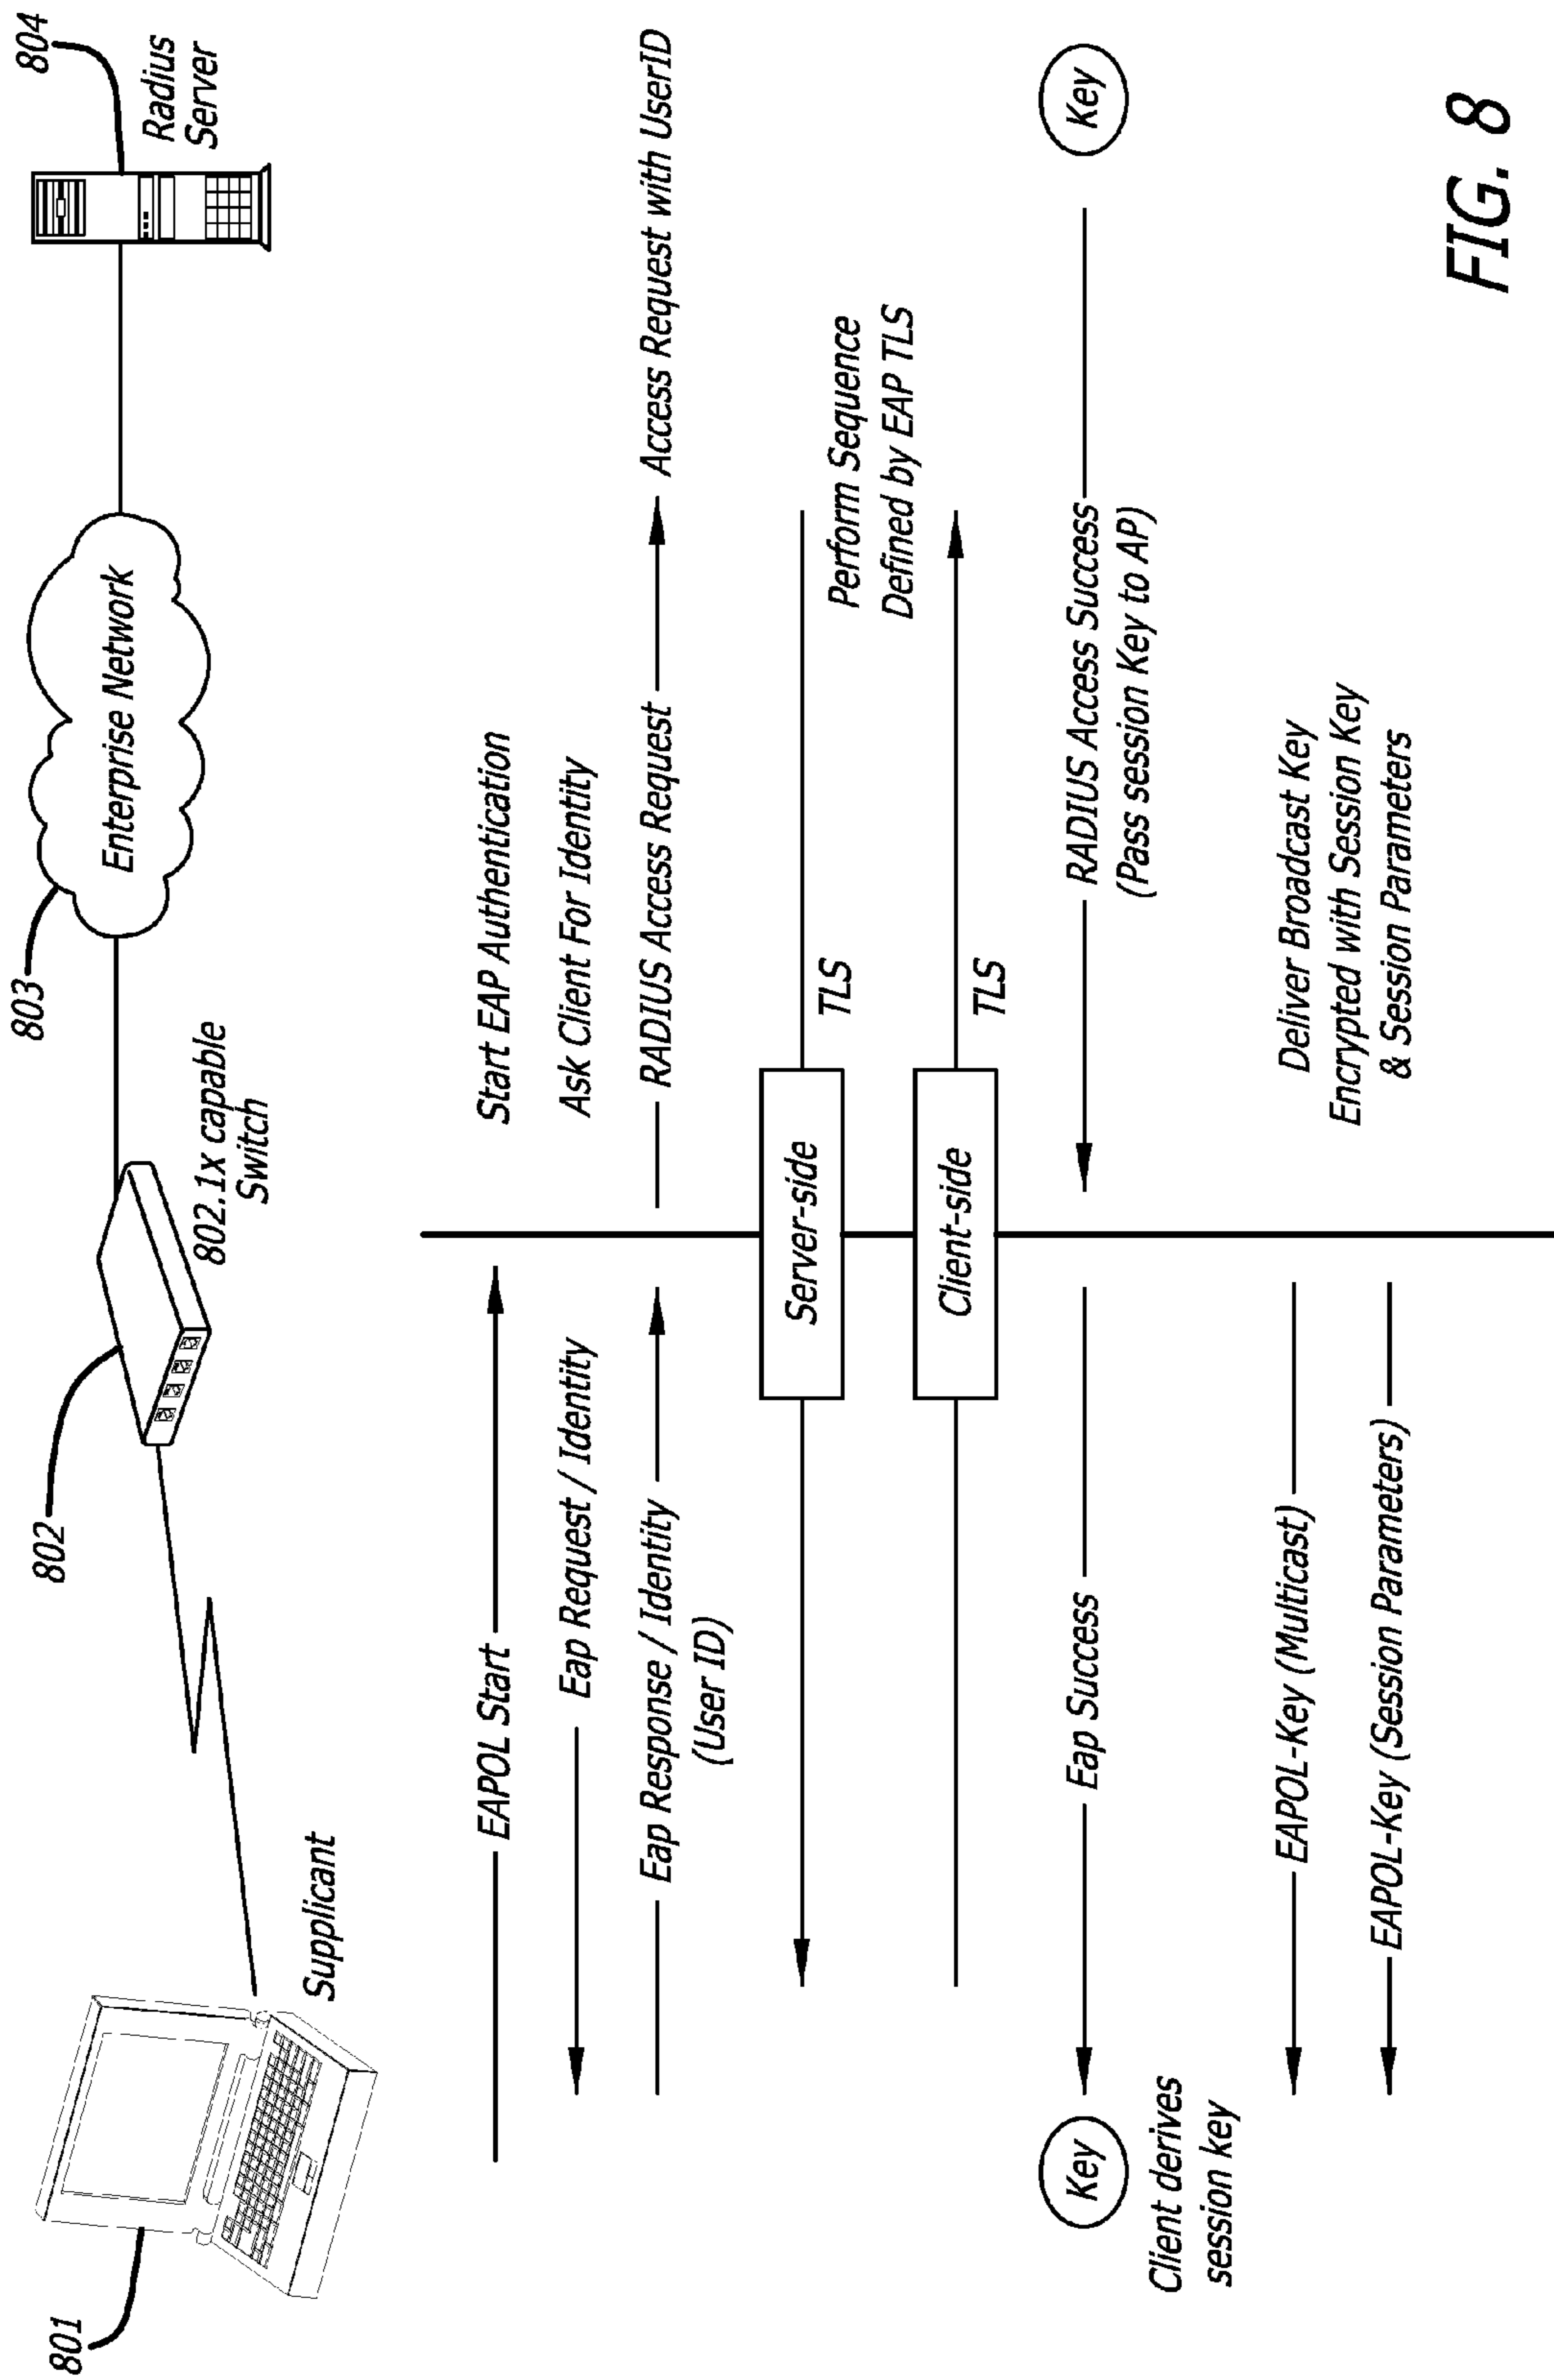 801
Supplicant
802
802.1x capable
Switch
803
Enterprise Network
804
Radius
Server
EAPOL Start
Start EAP Authentication
Eap Request / Identity
Ask Client For Identity
Eap Response / Identity
(User ID)
RADIUS Access Request
Access Request with UserID
Server-side
TLS
Perform Sequence
Defined by EAP TLS
Client-side
TLS
Key
Client derives
session key
Eap Success
RADIUS Access Success
(Pass session Key to AP)
Key
EAPOL-Key (Multicast)
EAPOL-Key (Session Parameters)
Deliver Broadcast Key
Encrypted with Session Key
& Session Parameters
FIG. 8